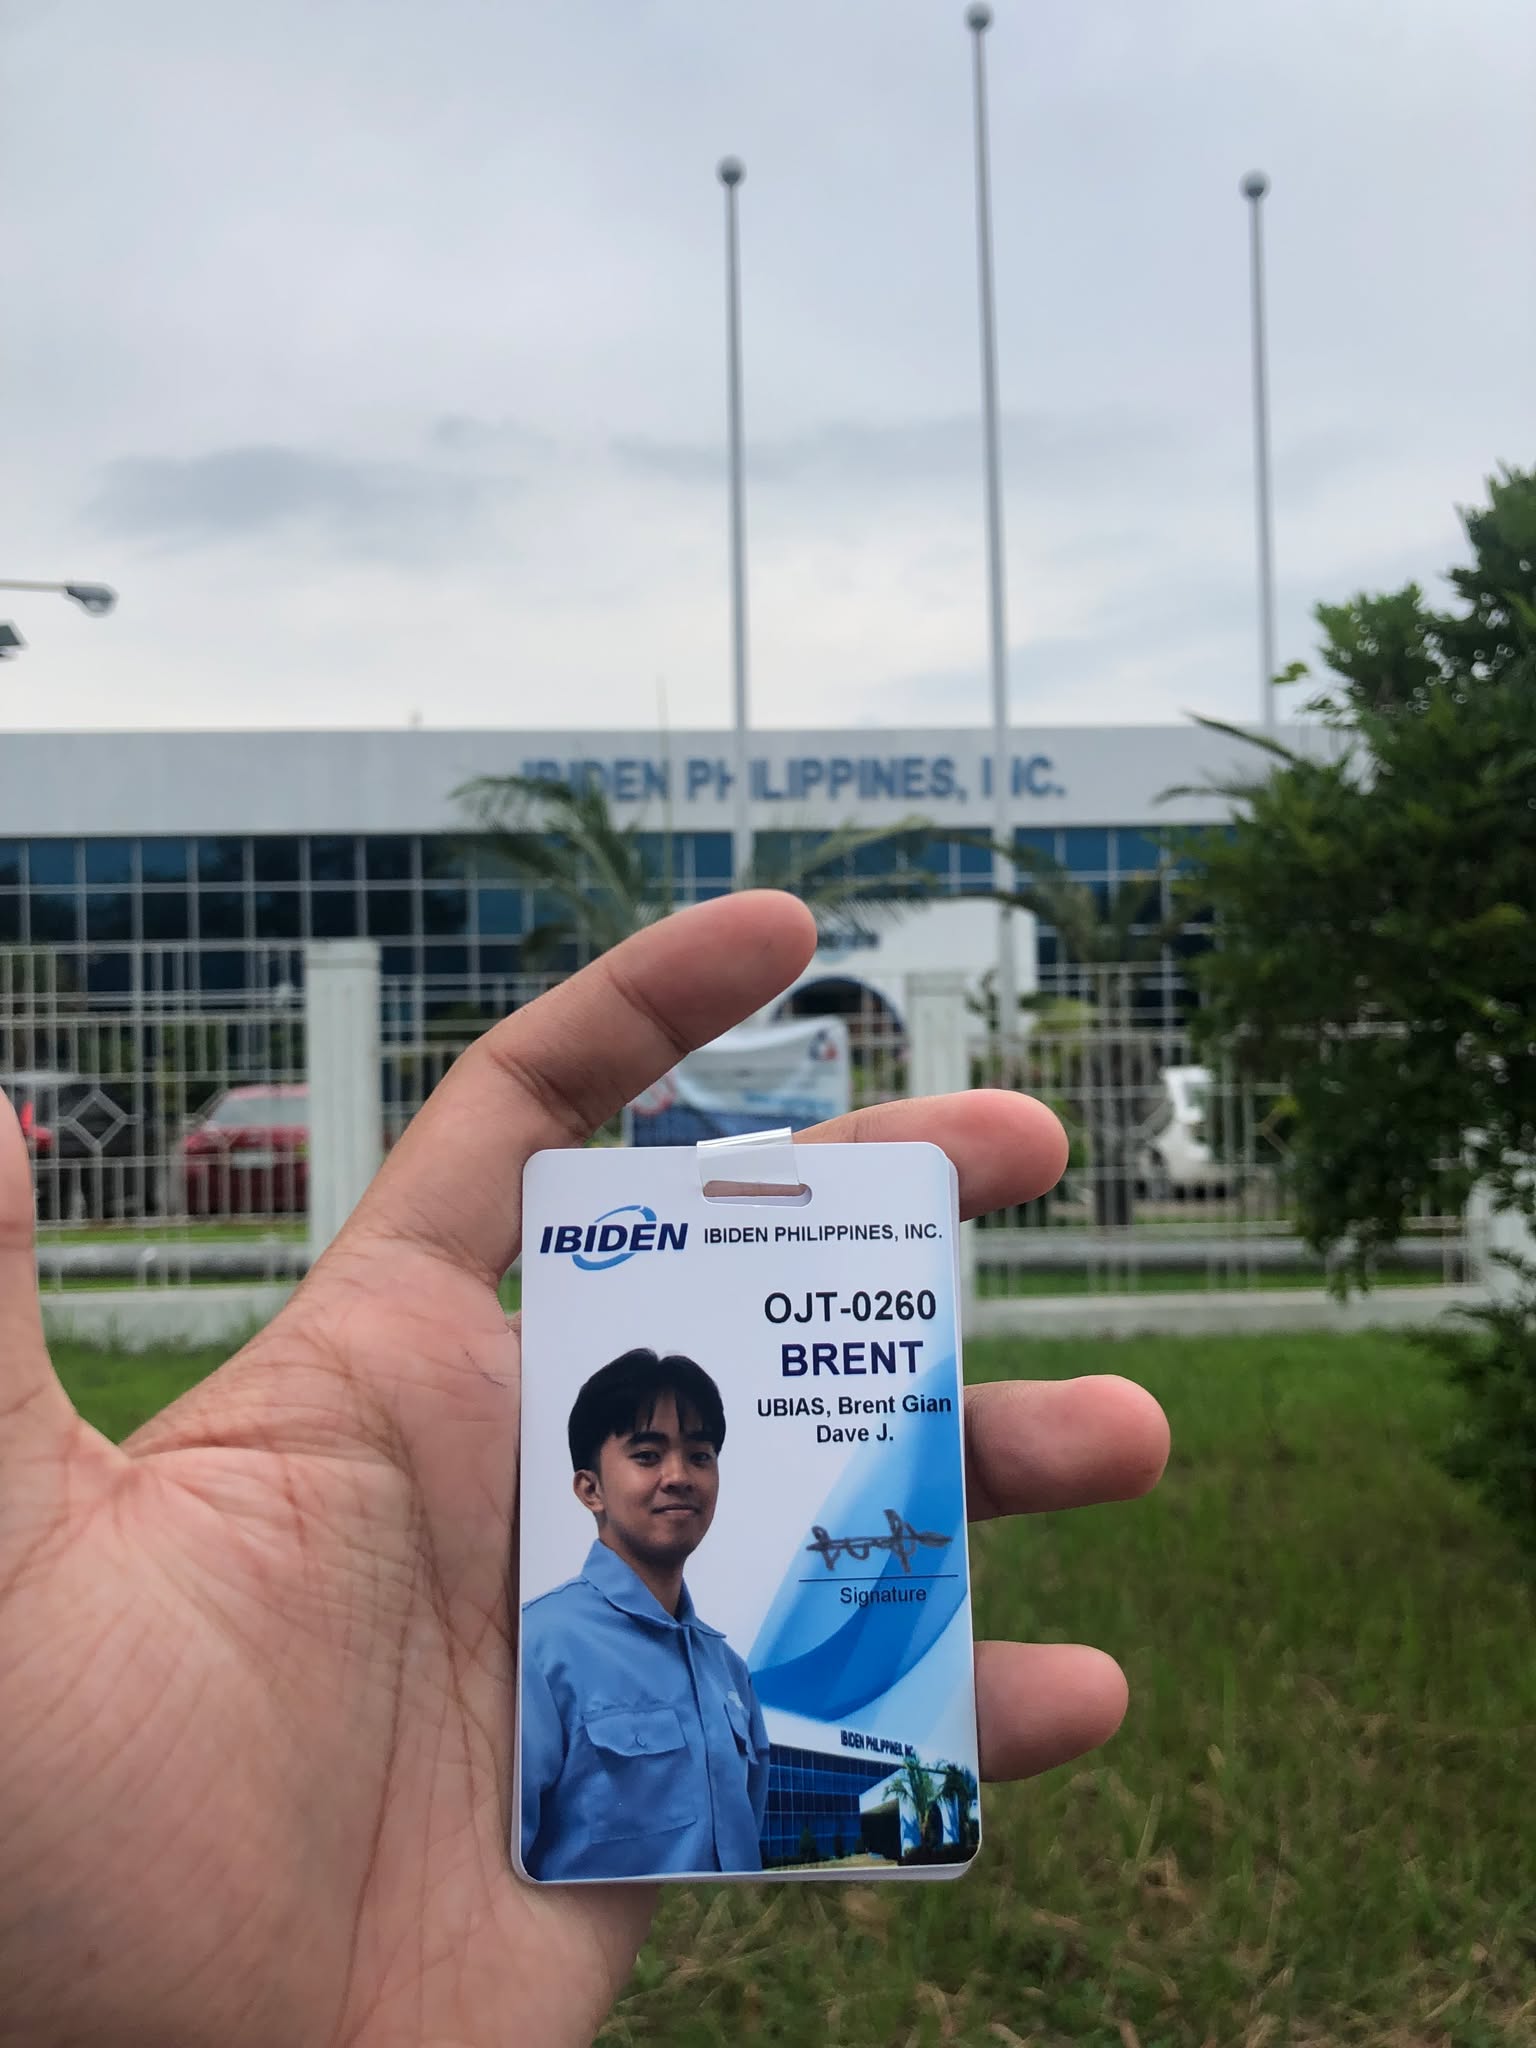 IBIDEN PHILIPPINES, INC.
IBIDEN IBIDEN PHILIPPINES, INC.
OJT-0260
BRENT
UBIAS, Brent Gian
Dave J.
Signature
IBIDEN PHILIPPINES, INC.